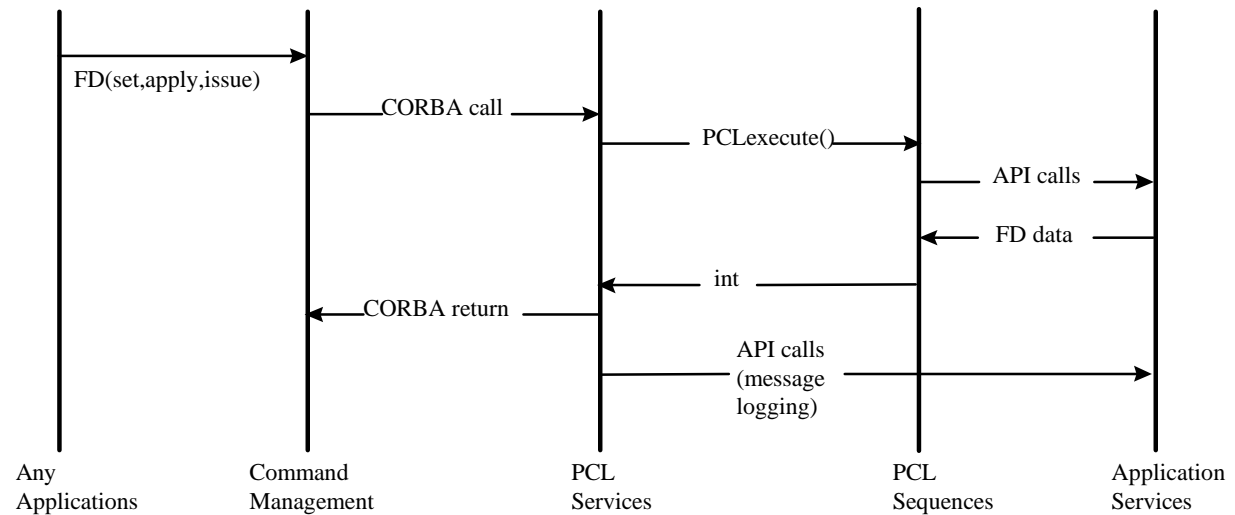 FD(set,apply,issue)
CORBA call
PCLexecute()
API calls
FD data
int
CORBA return
API calls
(message
logging)
Any
Applications
Command
Management
PCL
Services
PCL
Sequences
Application
Services